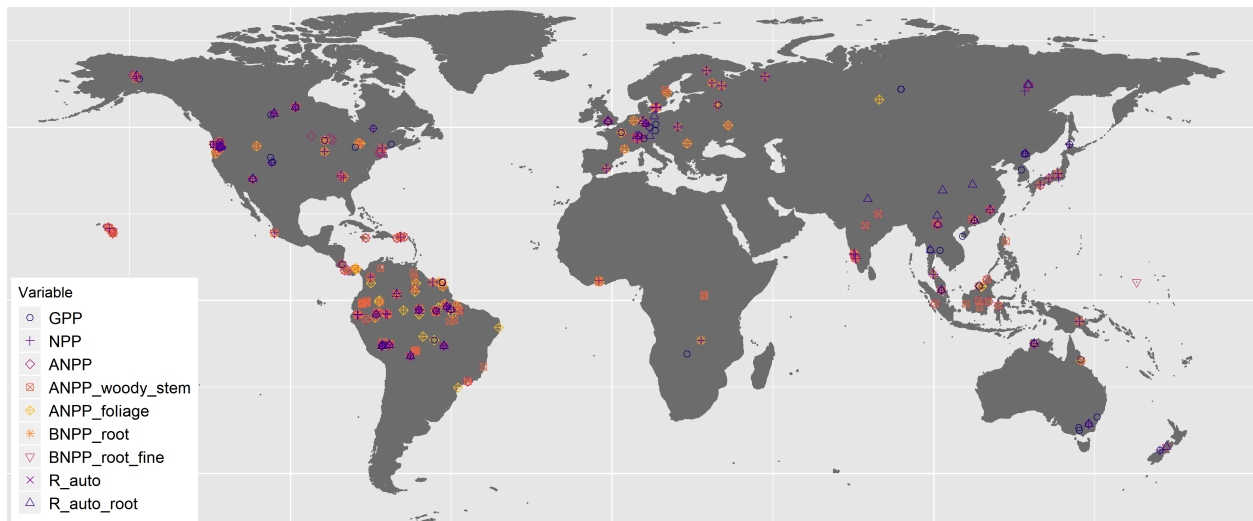 Variable
GPP
NPP
ANPP
ANPP_woody_stem
ANPP_foliage
BNPP_root
BNPP_root_fine
R_auto
R_auto_root